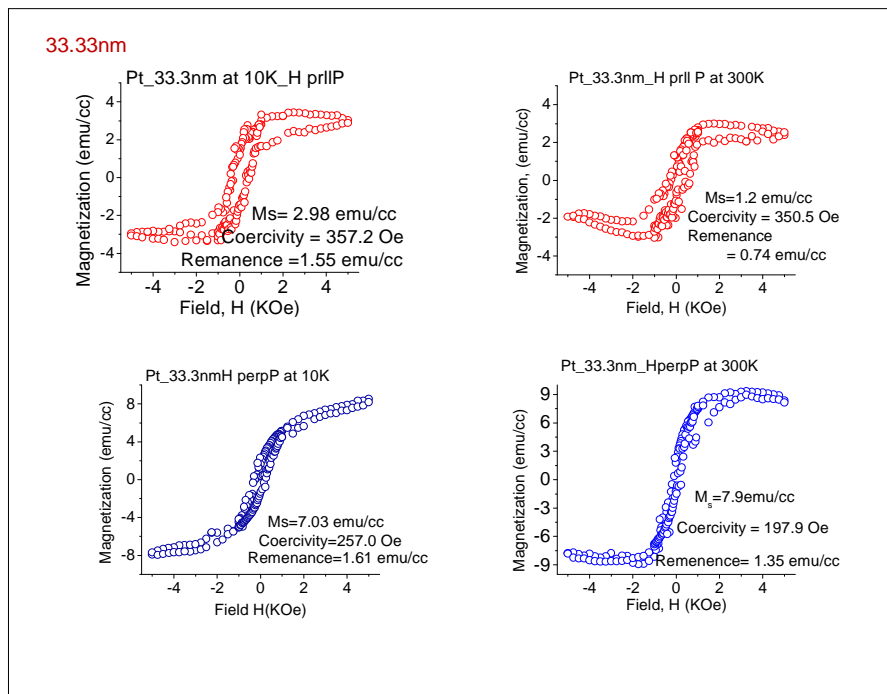 33.33nm
Pt_33.3nm at 10K_H prllP
Magnetization (emu/cc)
4
2
0
-2
-4
Ms= 2.98 emu/cc
Coercivity = 357.2 Oe
Remanence =1.55 emu/cc
-4 -2 0 2 4
Field, H (KOe)
Pt_33.3nm_H prll P at 300K
Magnetization, (emu/cc)
4
2
0
-2
-4
Ms=1.2 emu/cc
Coercivity = 350.5 Oe
Remenance
= 0.74 emu/cc
-4 -2 0 2 4
Field, H (KOe)
Pt_33.3nmH perpP at 10K
Magnetization (emu/cc)
8
4
0
-4
-8
Ms=7.03 emu/cc
Coercivity=257.0 Oe
Remenance=1.61 emu/cc
-4 -2 0 2 4
Field H(KOe)
Pt_33.3nm_HperpP at 300K
Magnetization (emu/cc)
9
6
3
0
-3
-6
-9
Ms=7.9emu/cc
Coercivity = 197.9 Oe
Remenence= 1.35 emu/cc
-4 -2 0 2 4
Field, H (KOe)